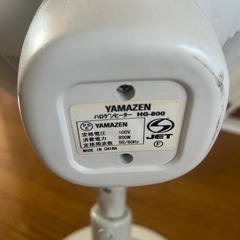 YAMAZEN
ハロゲンヒーター HG-800
YAMAZEN
定格電圧 100V
消費電力 800W
定格周波数 50/60Hz
MADE IN CHINA
S
JET
F